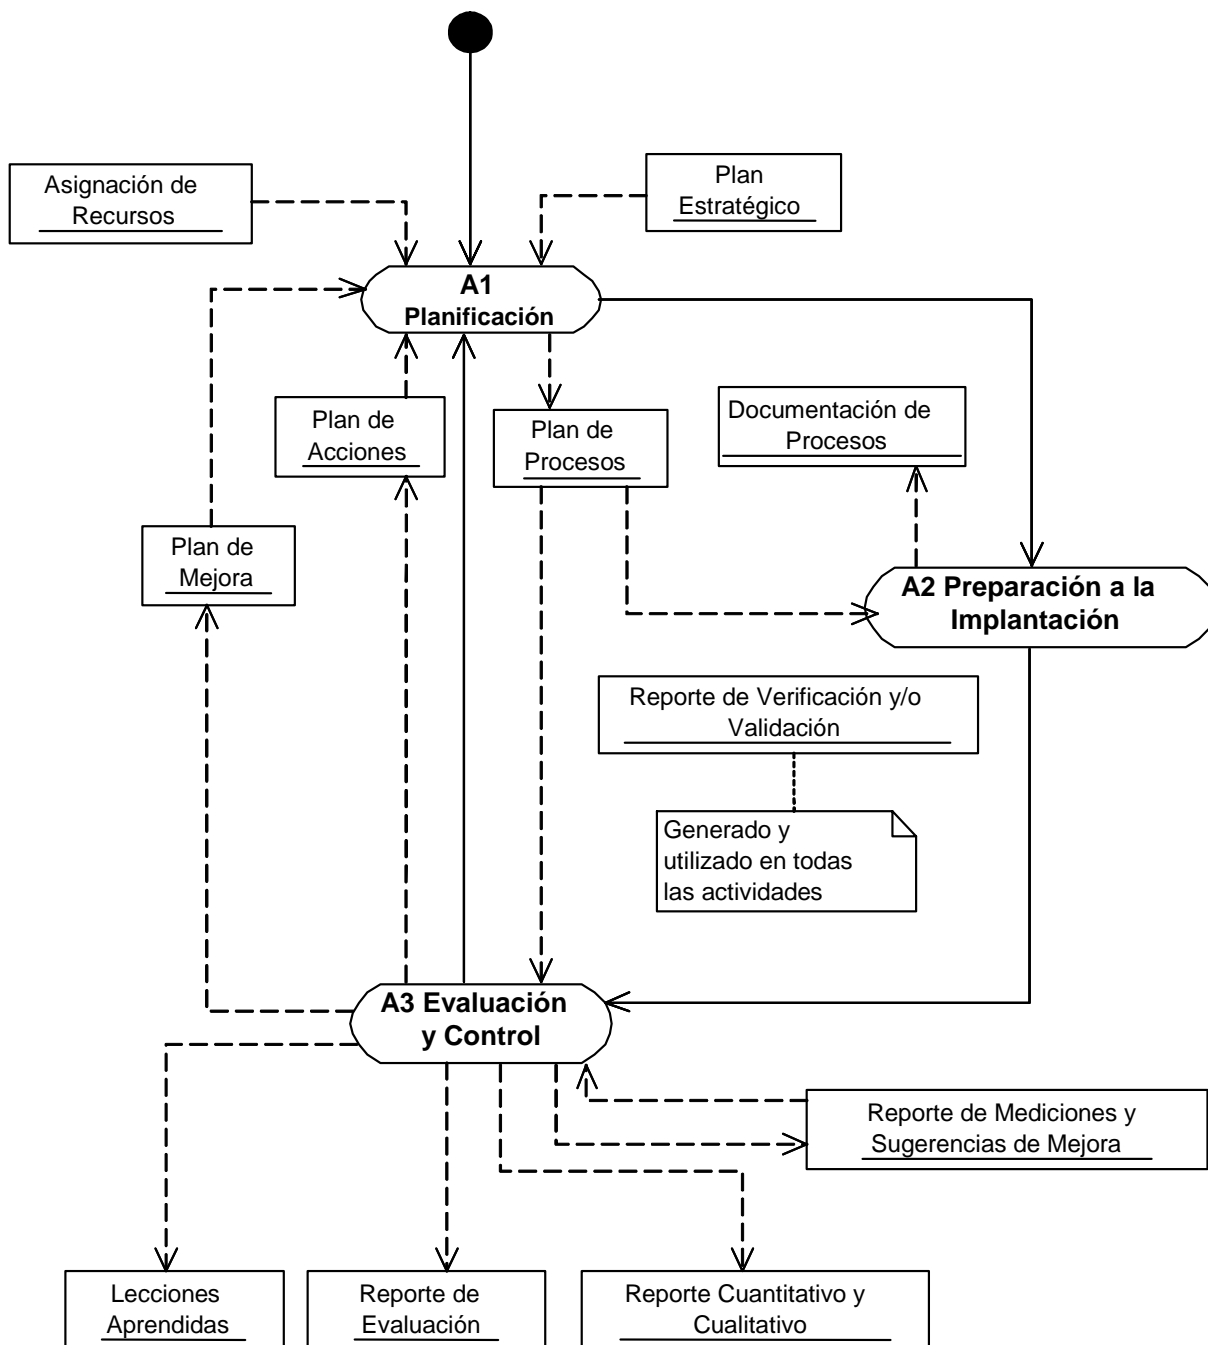 Asignación de
Recursos
Plan
Estratégico
A1
Planificación
Plan de
Acciones
Plan de
Procesos
Documentación de
Procesos
Plan de
Mejora
A2 Preparación a la
Implantación
Reporte de Verificación y/o
Validación
Generado y
utilizado en todas
las actividades
A3 Evaluación
y Control
Reporte de Mediciones y
Sugerencias de Mejora
Lecciones
Aprendidas
Reporte de
Evaluación
Reporte Cuantitativo y
Cualitativo